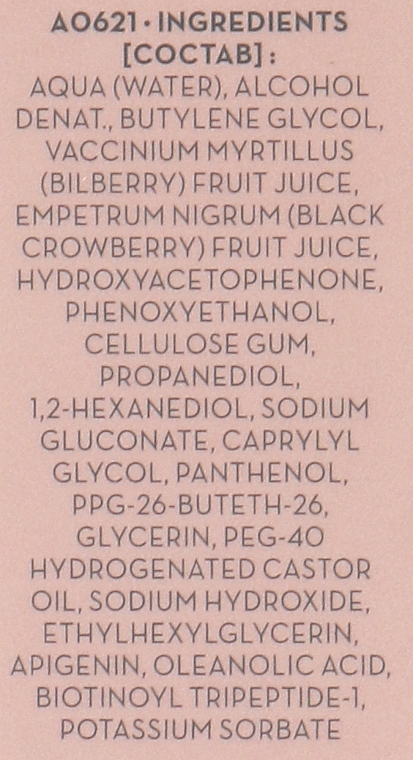 A0621 · INGREDIENTS
[СОСТАВ]:
AQUA (WATER), ALCOHOL
DENAT., BUTYLENE GLYCOL,
VACCINIUM MYRTILLUS
(BILBERRY) FRUIT JUICE,
EMPETRUM NIGRUM (BLACK
CROWBERRY) FRUIT JUICE,
HYDROXYACETOPHENONE,
PHENOXYETHANOL,
CELLULOSE GUM,
PROPANEDIOL,
1,2-HEXANEDIOL, SODIUM
GLUCONATE, CAPRYLYL
GLYCOL, PANTHENOL,
PPG-26-BUTETH-26,
GLYCERIN, PEG-40
HYDROGENATED CASTOR
OIL, SODIUM HYDROXIDE,
ETHYLHEXYLGLYCERIN,
APIGENIN, OLEANOLIC ACID,
BIOTINOYL TRIPEPTIDE-1,
POTASSIUM SORBATE